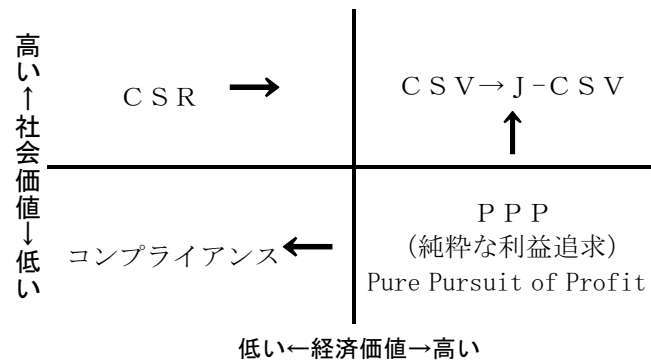 高い←社会価値→低い
ＣＳＲ
ＣＳＶ→Ｊ-ＣＳＶ
コンプライアンス
ＰＰＰ
（純粋な利益追求）
Pure Pursuit of Profit
低い←経済価値→高い